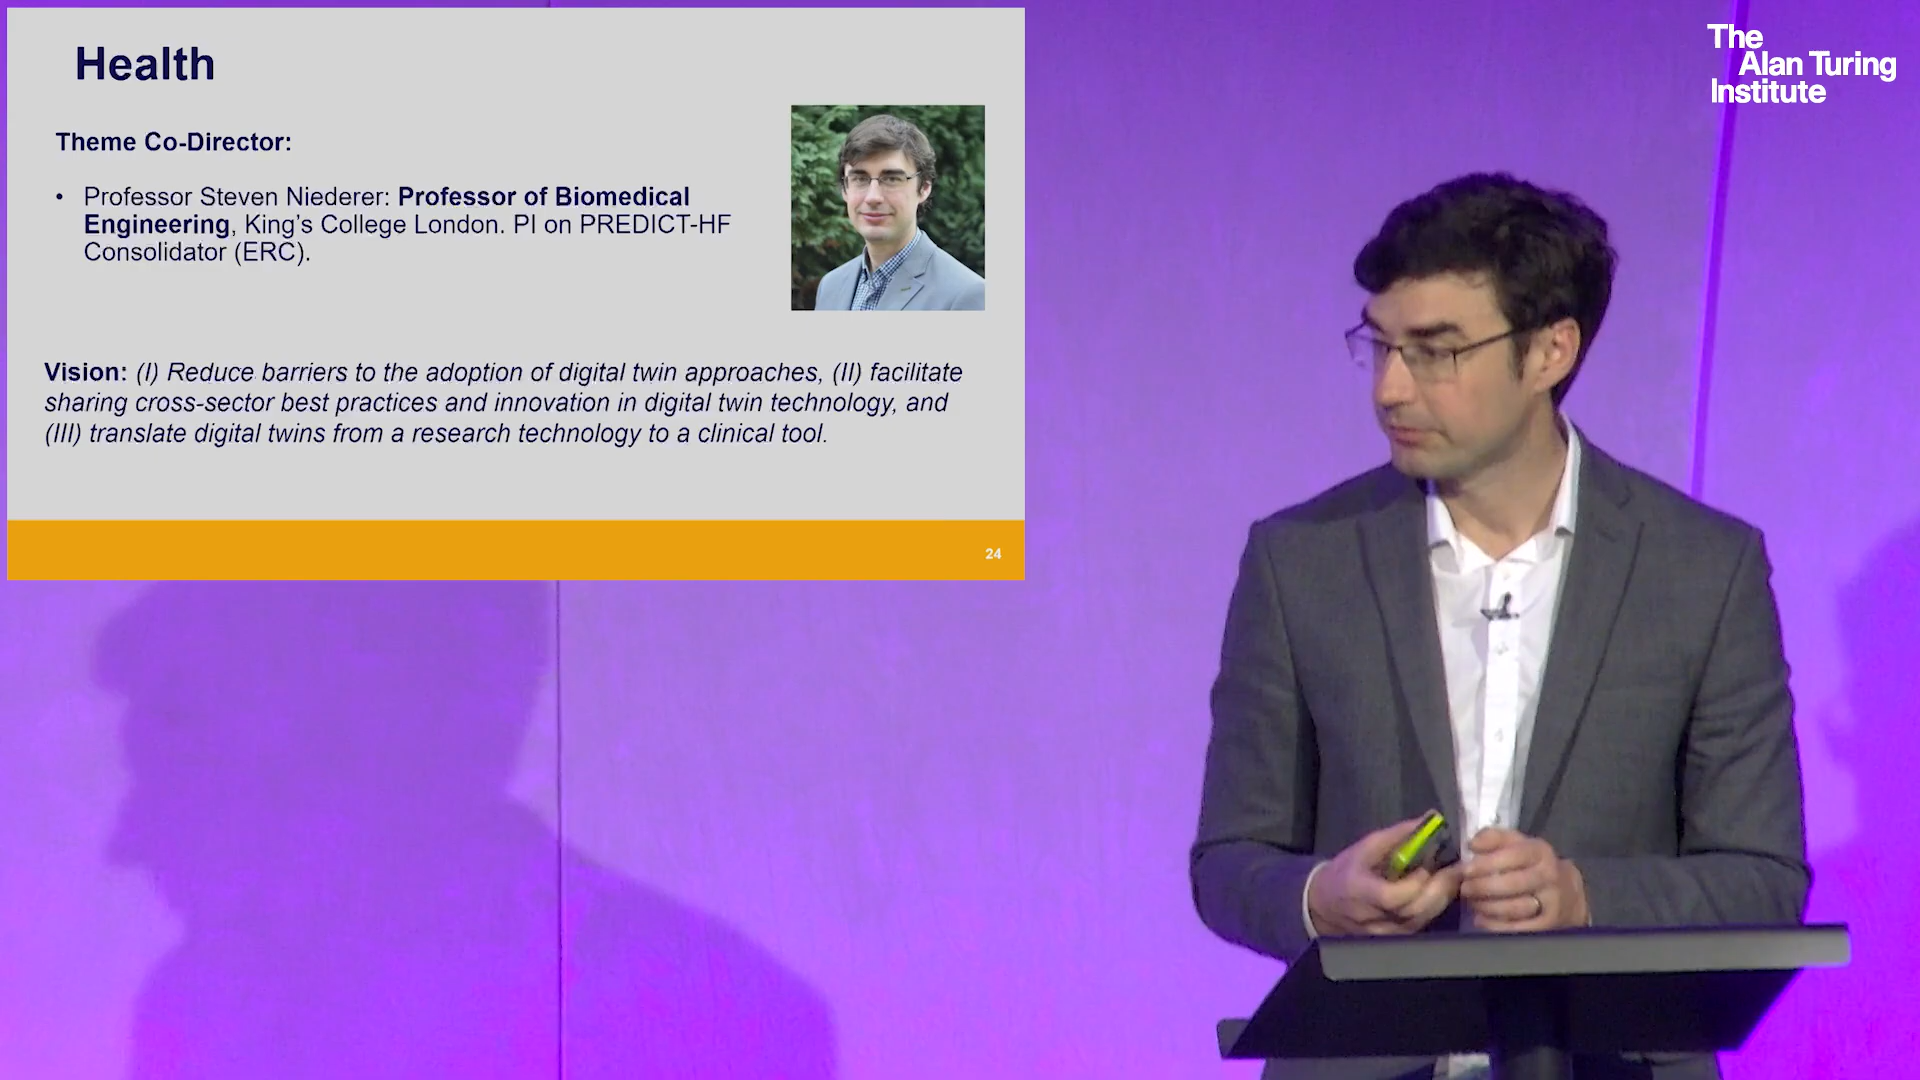 Health
Theme Co-Director:
• Professor Steven Niederer: Professor of Biomedical
Engineering, King's College London. PI on PREDICT-HF
Consolidator (ERC).
Vision: (I) Reduce barriers to the adoption of digital twin approaches, (II) facilitate
sharing cross-sector best practices and innovation in digital twin technology, and
(III) translate digital twins from a research technology to a clinical tool.
24
The
Alan Turing
Institute